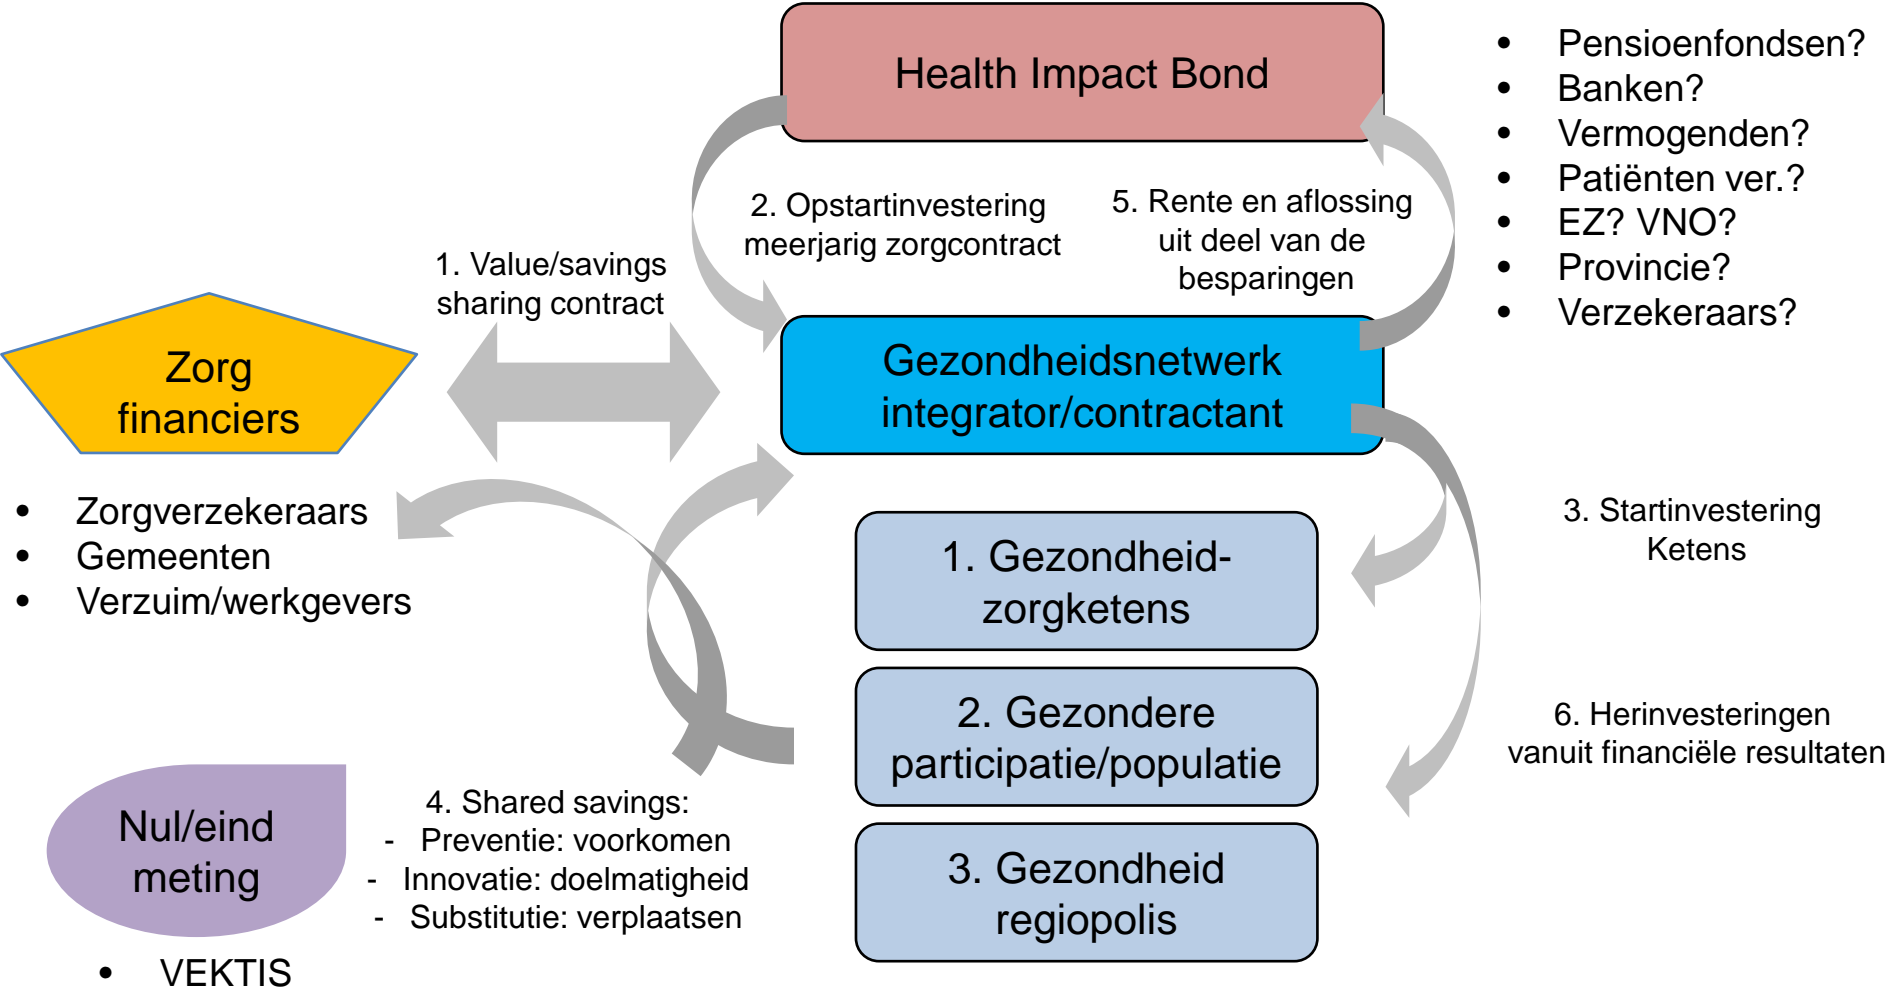 Health Impact Bond
• Pensioenfondsen?
• Banken?
• Vermogenden?
• Patiënten ver.?
• EZ? VNO?
• Provincie?
• Verzekeraars?
2. Opstartinvestering
meerjarig zorgcontract
5. Rente en aflossing
uit deel van de
besparingen
1. Value/savings
sharing contract
Zorg
financiers
Gezondheidsnetwerk
integrator/contractant
• Zorgverzekeraars
• Gemeenten
• Verzuim/werkgevers
1. Gezondheid-
zorgketens
3. Startinvestering
Ketens
2. Gezondere
participatie/populatie
6. Herinvesteringen
vanuit financiële resultaten
Nul/eind
meting
4. Shared savings:
- Preventie: voorkomen
- Innovatie: doelmatigheid
- Substitutie: verplaatsen
3. Gezondheid
regiopolis
• VEKTIS